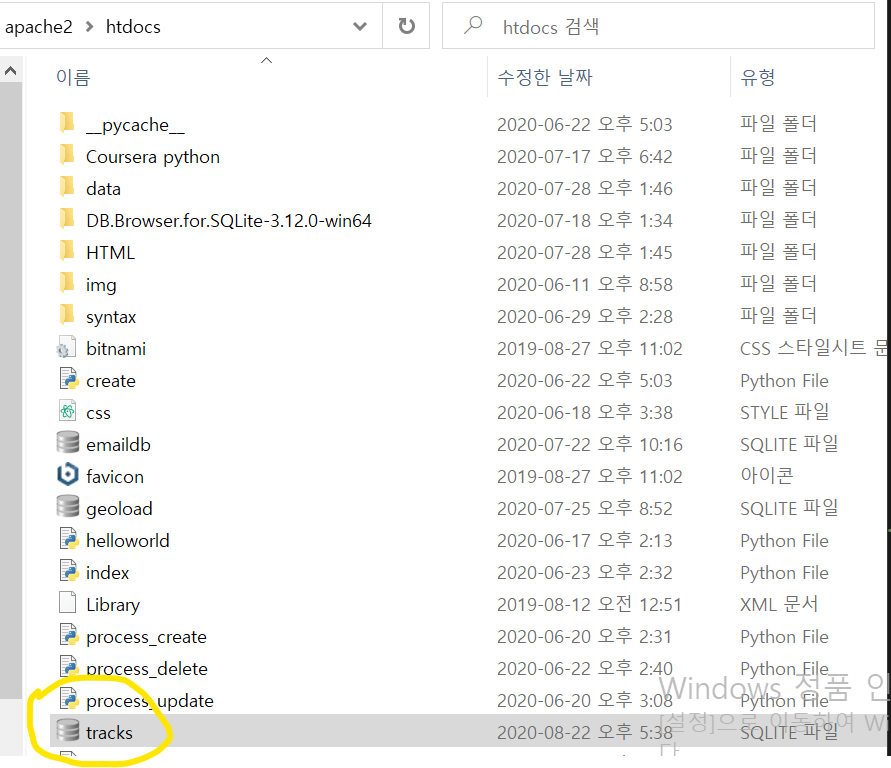 apache2 > htdocs htdocs 검색
이름 수정한 날짜 유형
__pycache__ 2020-06-22 오후 5:03 파일 폴더
Coursera python 2020-07-17 오후 6:42 파일 폴더
data 2020-07-28 오후 1:46 파일 폴더
DB.Browser.for.SQLite-3.12.0-win64 2020-07-18 오후 1:34 파일 폴더
HTML 2020-07-28 오후 1:45 파일 폴더
img 2020-06-11 오후 8:58 파일 폴더
syntax 2020-06-29 오후 2:28 파일 폴더
bitnami 2019-08-27 오후 11:02 CSS 스타일시트 문
create 2020-06-22 오후 5:03 Python File
css 2020-06-18 오후 3:38 STYLE 파일
emaildb 2020-07-22 오후 10:16 SQLITE 파일
favicon 2019-08-27 오후 11:02 아이콘
geoload 2020-07-25 오후 8:52 SQLITE 파일
helloworld 2020-06-17 오후 2:13 Python File
index 2020-06-23 오후 2:32 Python File
Library 2019-08-12 오전 12:51 XML 문서
process_create 2020-06-20 오후 2:31 Python File
process_delete 2020-06-22 오후 2:40 Python File
process_update 2020-06-20 오후 3:08 Python File
Windows 정품 인
tracks 2020-08-22 오후 5:38 SQLITE 파일
[설정]으로 이동하여 Wi
다